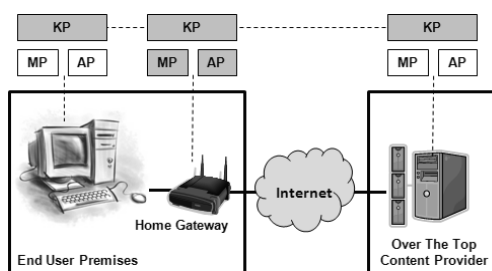 KP
KP
KP
MP AP
MP AP
MP AP
Internet
Home Gateway
End User Premises
Over The Top
Content Provider